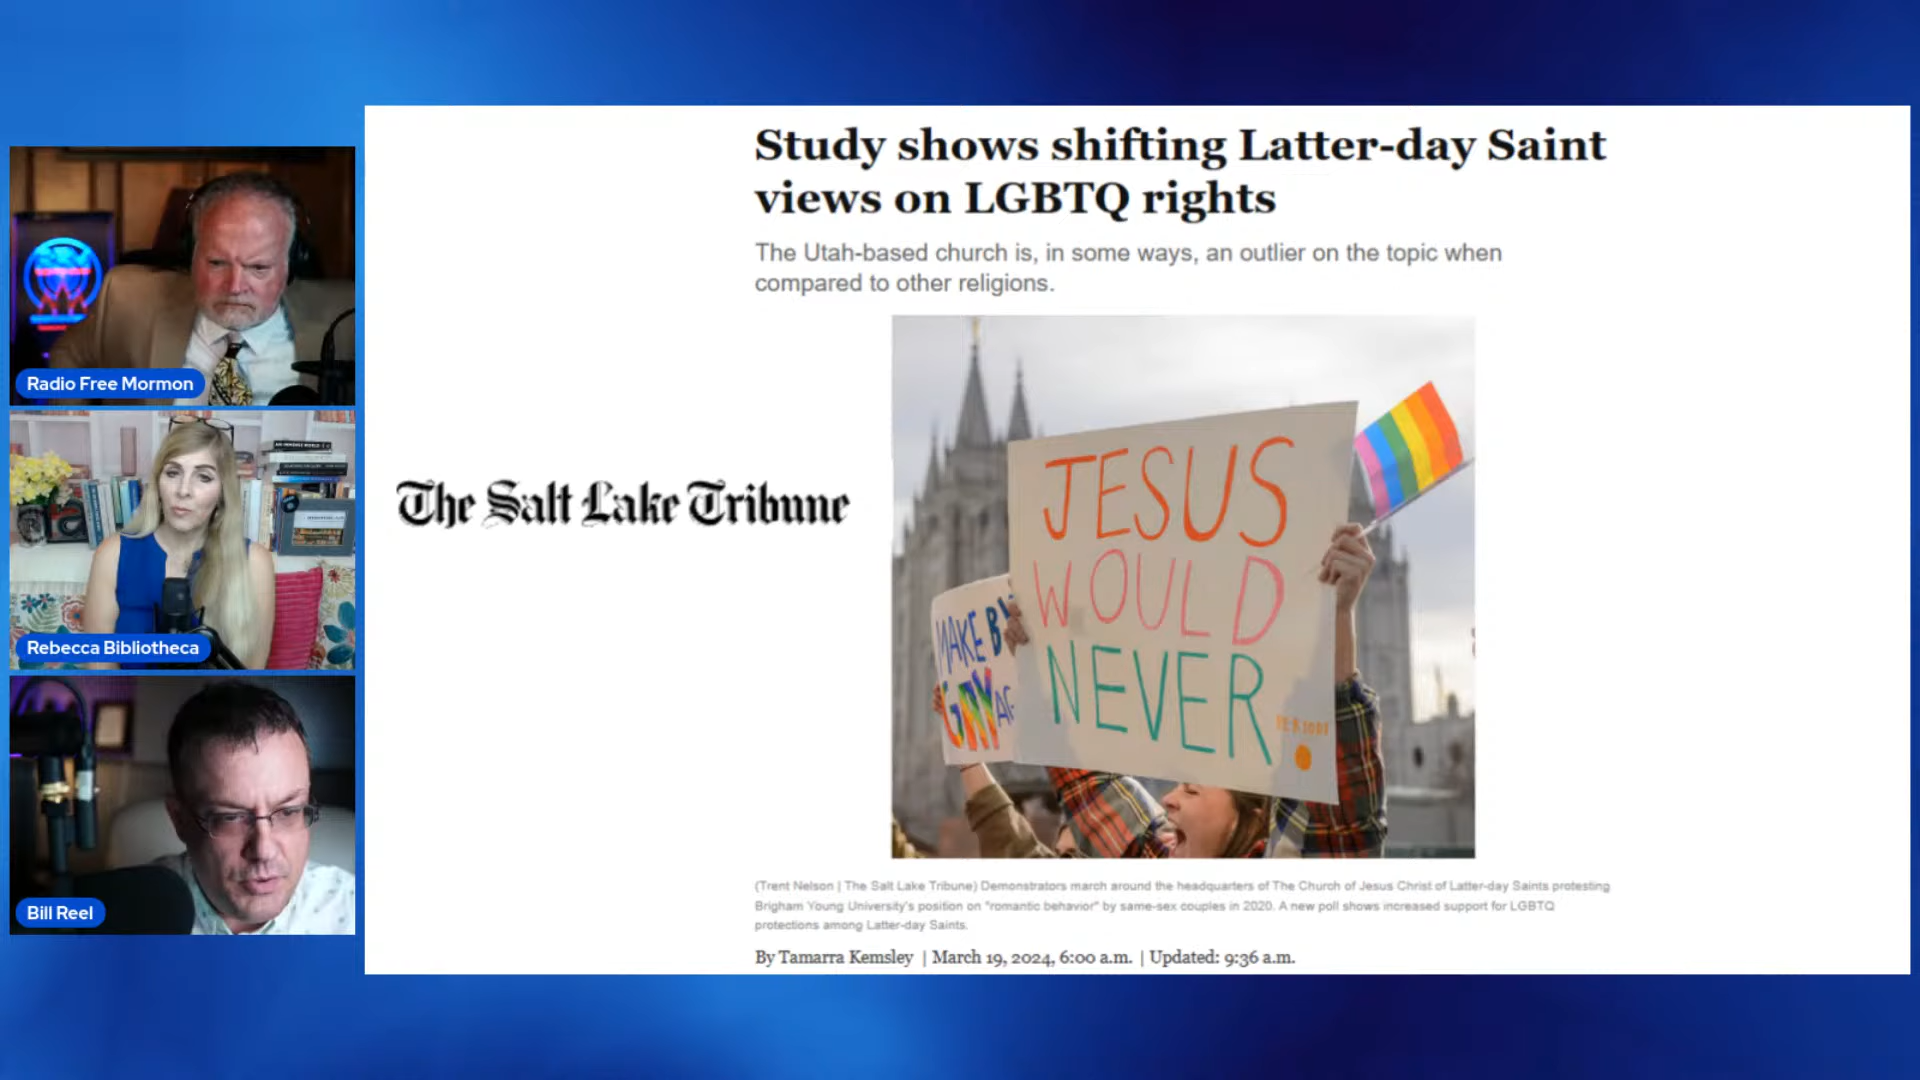 Study shows shifting Latter-day Saint
views on LGBTQ rights
The Utah-based church is, in some ways, an outlier on the topic when
compared to other religions.
Radio Free Mormon
Rebecca Bibliotheca
Bill Reel
The Salt Lake Tribune
MAKE
GAY
JESUS
WOULD
NEVER
PERIOD
(Trent Nelson | The Salt Lake Tribune) Demonstrators march around the headquarters of The Church of Jesus Christ of Latter-day Saints protesting
Brigham Young University's position on "romantic behavior" by same-sex couples in 2020. A new poll shows increased support for LGBTQ
protections among Latter-day Saints.
By Tamarra Kemsley | March 19, 2024, 6:00 a.m. | Updated: 9:36 a.m.